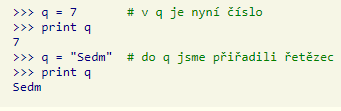 >>> q = 7 # v q je nyní číslo
>>> print q
7
>>> q = "Sedm" # do q jsme přiřadili řetězec
>>> print q
Sedm